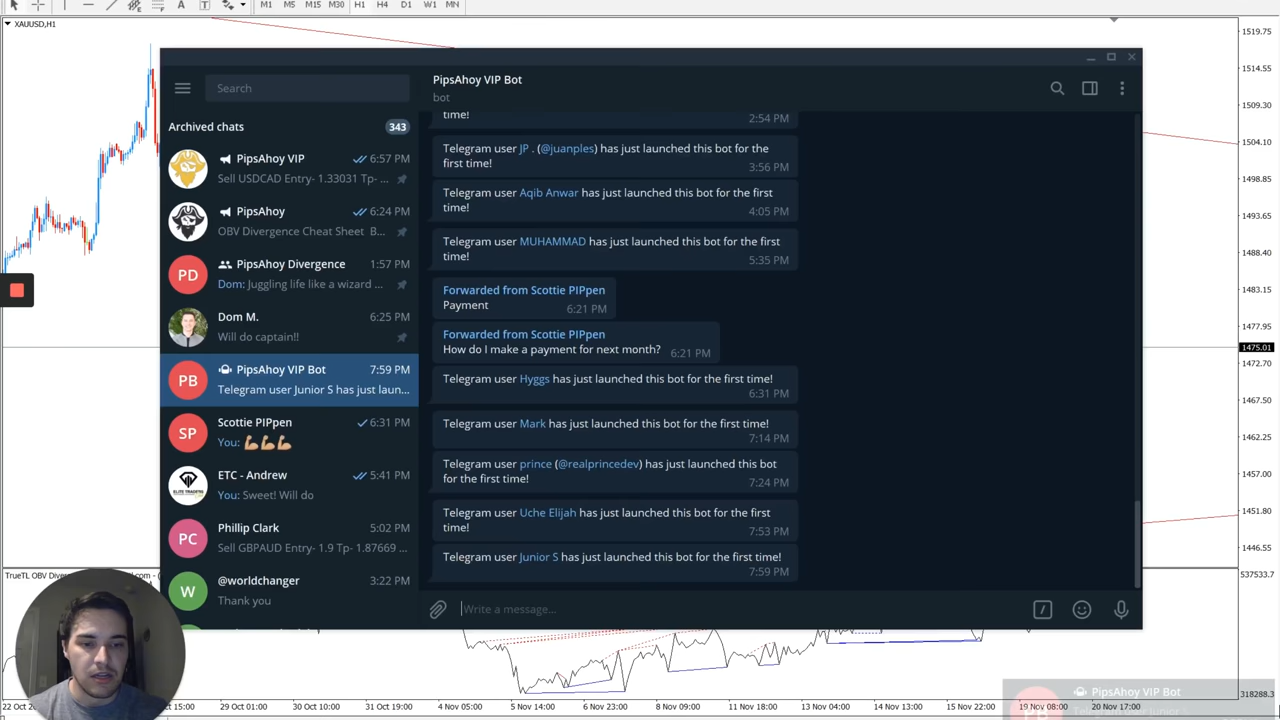 M1 M5 M15 M30 H1 H4 D1 W1 MN
XAUUSD,H1
Search
Archived chats 343
PipsAhoy VIP 6:57 PM
Sell USDCAD Entry- 1.33031 Tp- ...
PipsAhoy 6:24 PM
OBV Divergence Cheat Sheet B...
PD
PipsAhoy Divergence 1:57 PM
Dom: Juggling life like a wizard ...
Dom M. 6:25 PM
Will do captain!!
PB
PipsAhoy VIP Bot 7:59 PM
Telegram user Junior S has just laun...
SP
Scottie PIPpen 6:31 PM
You: 💪🏼💪🏼💪🏼
ETC - Andrew 5:41 PM
You: Sweet! Will do
PC
Phillip Clark 5:02 PM
Sell GBPAUD Entry- 1.9 Tp- 1.87669 ...
W
@worldchanger 3:22 PM
Thank you
PipsAhoy VIP Bot
bot
time!
2:54 PM
Telegram user JP . (@juanples) has just launched this bot for the
first time!
3:56 PM
Telegram user Aqib Anwar has just launched this bot for the first
time!
4:05 PM
Telegram user MUHAMMAD has just launched this bot for the first
time!
5:35 PM
Forwarded from Scottie PIPpen
Payment
6:21 PM
Forwarded from Scottie PIPpen
How do I make a payment for next month? 6:21 PM
Telegram user Hyggs has just launched this bot for the first time!
6:31 PM
Telegram user Mark has just launched this bot for the first time!
7:14 PM
Telegram user prince (@realprincedev) has just launched this bot
for the first time!
7:24 PM
Telegram user Uche Elijah has just launched this bot for the first
time!
7:53 PM
Telegram user Junior S has just launched this bot for the first time!
7:59 PM
Write a message...
1519.75
1514.55
1509.30
1504.10
1498.85
1493.65
1488.40
1483.15
1477.95
1475.01
1472.70
1467.50
1462.25
1457.00
1451.80
1446.55
TrueTL OBV Dive
537533.7
318288.3
PipsAhoy VIP Bot
22 Oct
15:00 29 Oct 01:00 30 Oct 10:00 5 Nov 14:00 6 Nov 23:00 8 Nov 09:00 11 Nov 18:00 13 Nov 04:00 14 Nov 13:00 15 Nov 22:00 19 Nov 08:00 20 Nov 17:00